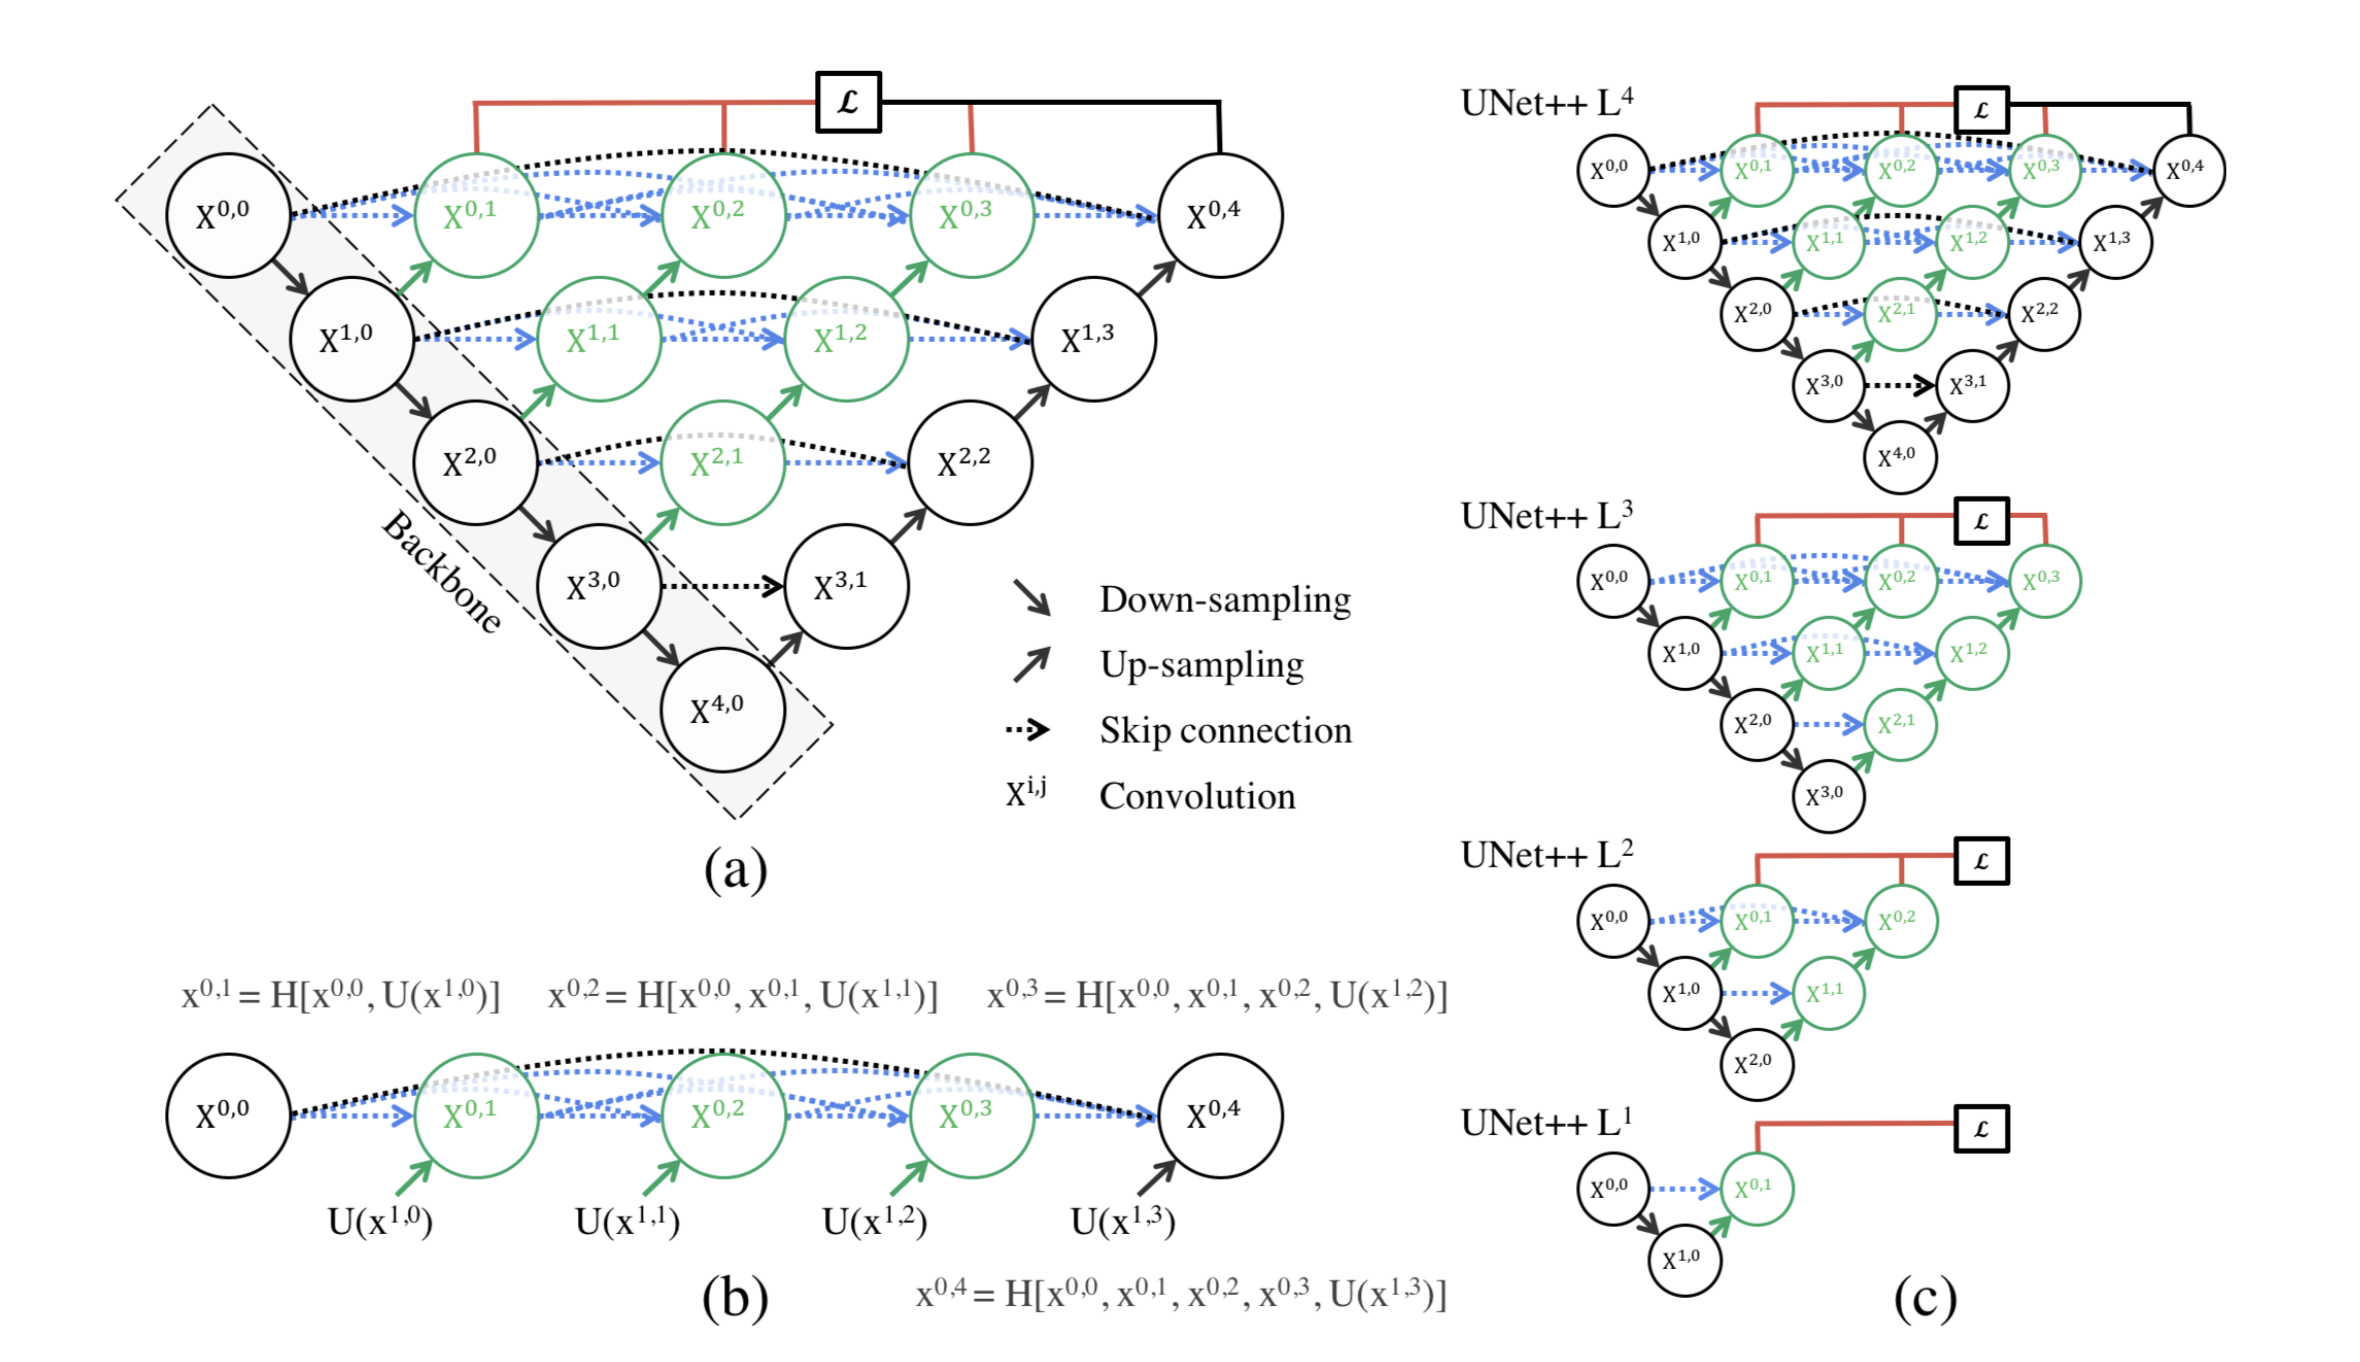 ℒ
X^0,0 X^0,1 X^0,2 X^0,3 X^0,4
X^1,0 X^1,1 X^1,2 X^1,3
X^2,0 X^2,1 X^2,2
X^3,0 X^3,1
X^4,0
Backbone
Down-sampling
Up-sampling
Skip connection
X^i,j Convolution
(a)
x^0,1 = H[x^0,0, U(x^1,0)] x^0,2 = H[x^0,0, x^0,1, U(x^1,1)] x^0,3 = H[x^0,0, x^0,1, x^0,2, U(x^1,2)]
X^0,0 X^0,1 X^0,2 X^0,3 X^0,4
U(x^1,0) U(x^1,1) U(x^1,2) U(x^1,3)
x^0,4 = H[x^0,0, x^0,1, x^0,2, x^0,3, U(x^1,3)]
(b)
UNet++ L^4
ℒ
X^0,0 X^0,1 X^0,2 X^0,3 X^0,4
X^1,0 X^1,1 X^1,2 X^1,3
X^2,0 X^2,1 X^2,2
X^3,0 X^3,1
X^4,0
UNet++ L^3
ℒ
X^0,0 X^0,1 X^0,2 X^0,3
X^1,0 X^1,1 X^1,2
X^2,0 X^2,1
X^3,0
UNet++ L^2
ℒ
X^0,0 X^0,1 X^0,2
X^1,0 X^1,1
X^2,0
UNet++ L^1
ℒ
X^0,0 X^0,1
X^1,0
(c)